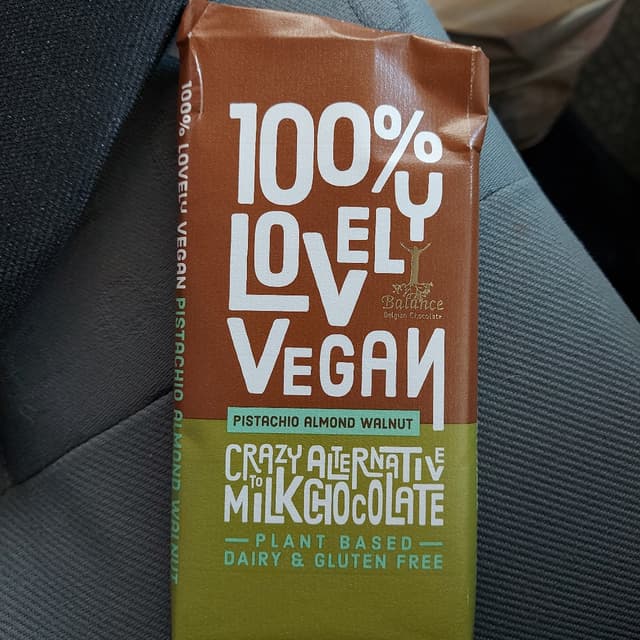 100%
LOVELY
VEGAN
Balance
Belgian Chocolate
PISTACHIO ALMOND WALNUT
CRAZY ALTERNATIVE
TO
MILK CHOCOLATE
PLANT BASED
DAIRY & GLUTEN FREE
100% LOVELY VEGAN PISTACHIO ALMOND WALNUT